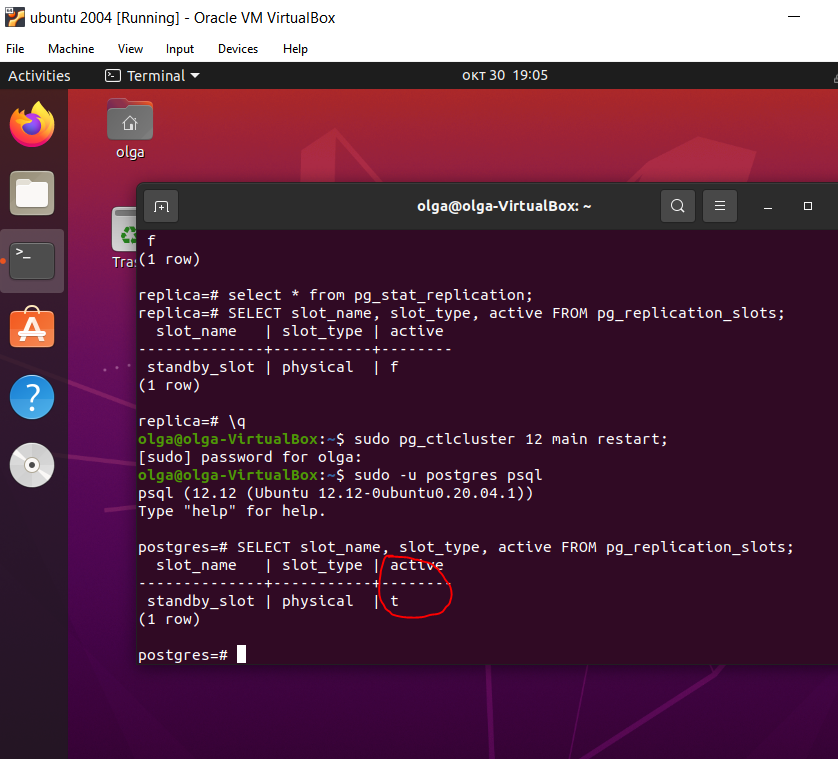 ubuntu 2004 [Running] - Oracle VM VirtualBox
File Machine View Input Devices Help
Activities Terminal окт 30 19:05
olga
olga@olga-VirtualBox: ~
Tras
f
(1 row)
replica=# select * from pg_stat_replication;
replica=# SELECT slot_name, slot_type, active FROM pg_replication_slots;
slot_name | slot_type | active
--------------+-----------+--------
standby_slot | physical | f
(1 row)
replica=# \q
olga@olga-VirtualBox:~$ sudo pg_ctlcluster 12 main restart;
[sudo] password for olga:
olga@olga-VirtualBox:~$ sudo -u postgres psql
psql (12.12 (Ubuntu 12.12-0ubuntu0.20.04.1))
Type "help" for help.
postgres=# SELECT slot_name, slot_type, active FROM pg_replication_slots;
slot_name | slot_type | active
--------------+-----------+--------
standby_slot | physical | t
(1 row)
postgres=#